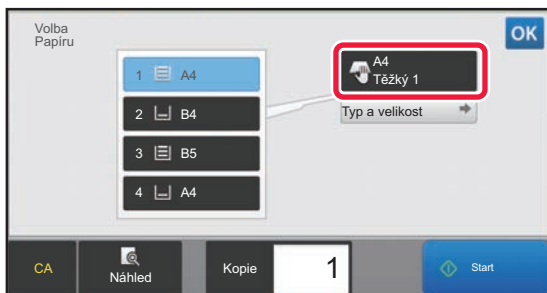 Volba
Papíru
OK
1 A4
2 B4
3 B5
4 A4
A4
Těžký 1
Typ a velikost
CA
Náhled
Kopie
1
Start